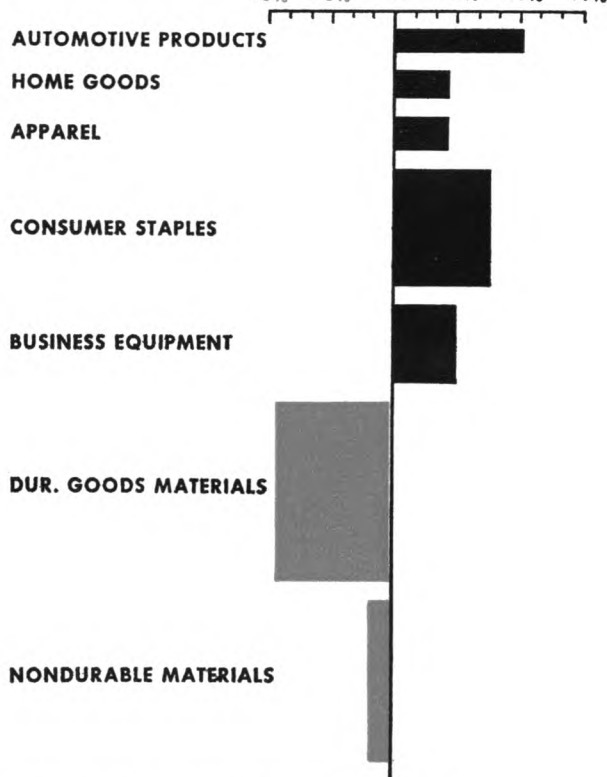 AUTOMOTIVE PRODUCTS
HOME GOODS
APPAREL
CONSUMER STAPLES
BUSINESS EQUIPMENT
DUR. GOODS MATERIALS
NONDURABLE MATERIALS